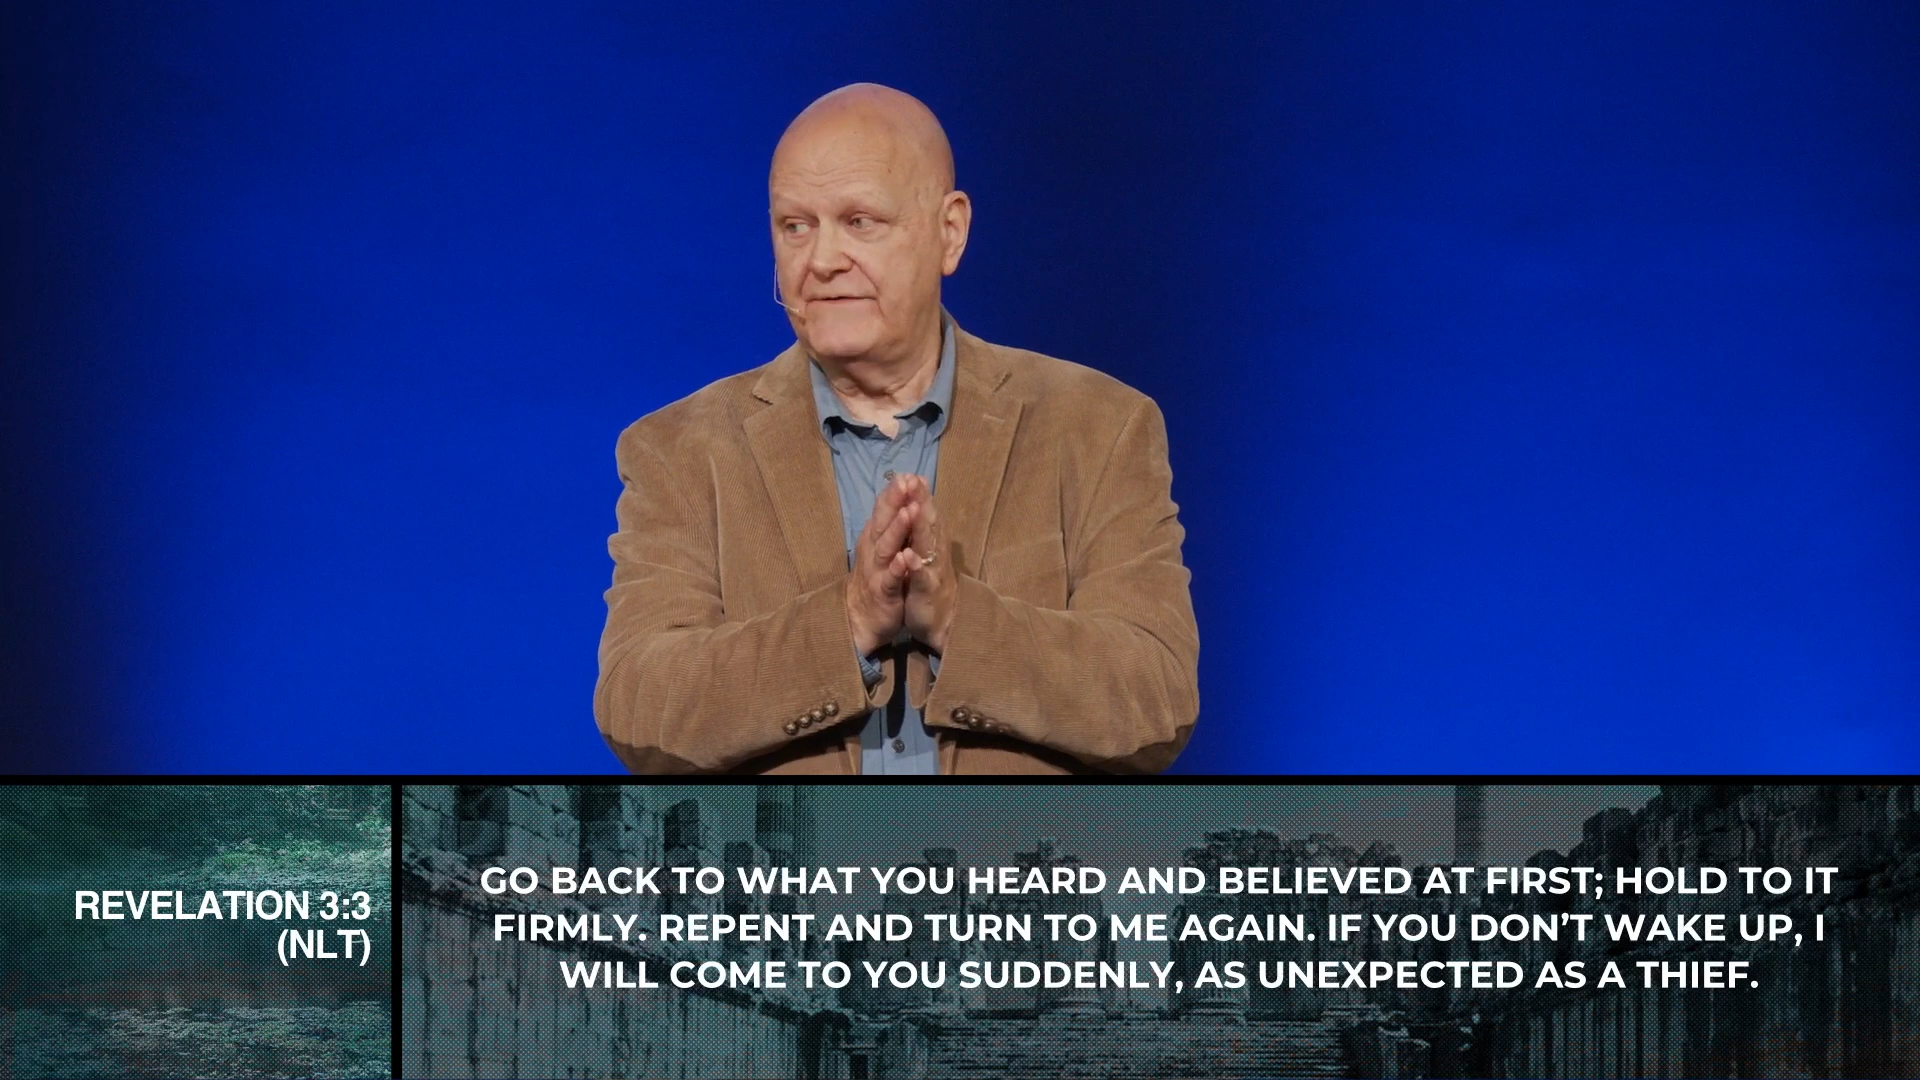 REVELATION 3:3
(NLT)
GO BACK TO WHAT YOU HEARD AND BELIEVED AT FIRST; HOLD TO IT
FIRMLY. REPENT AND TURN TO ME AGAIN. IF YOU DON’T WAKE UP, I
WILL COME TO YOU SUDDENLY, AS UNEXPECTED AS A THIEF.